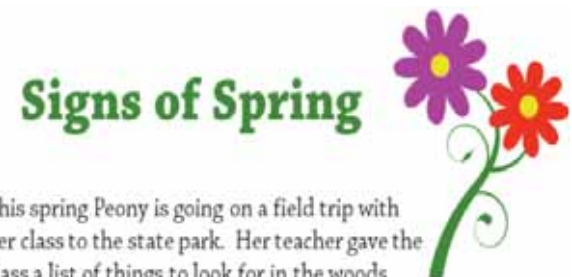 Signs of Spring
his spring Peony is going on a field trip with
er class to the state park. Her teacher gave the
ass a list of things to look for in the woods